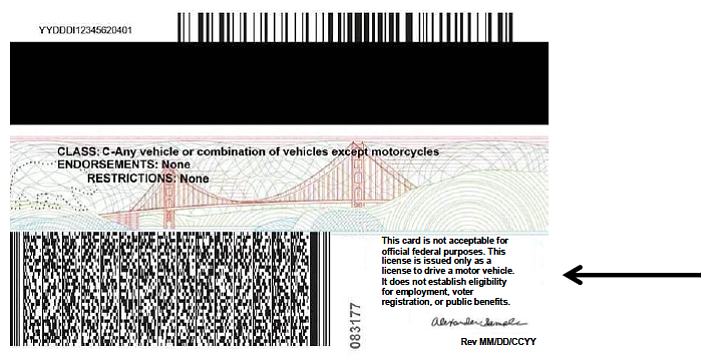 YYDDDI12345620401
CLASS: C-Any vehicle or combination of vehicles except motorcycles
ENDORSEMENTS: None
RESTRICTIONS: None
This card is not acceptable for
official federal purposes. This
license is issued only as a
license to drive a motor vehicle.
It does not establish eligibility
for employment, voter
registration, or public benefits.
083177
Alexander Sample
Rev MM/DD/CCYY